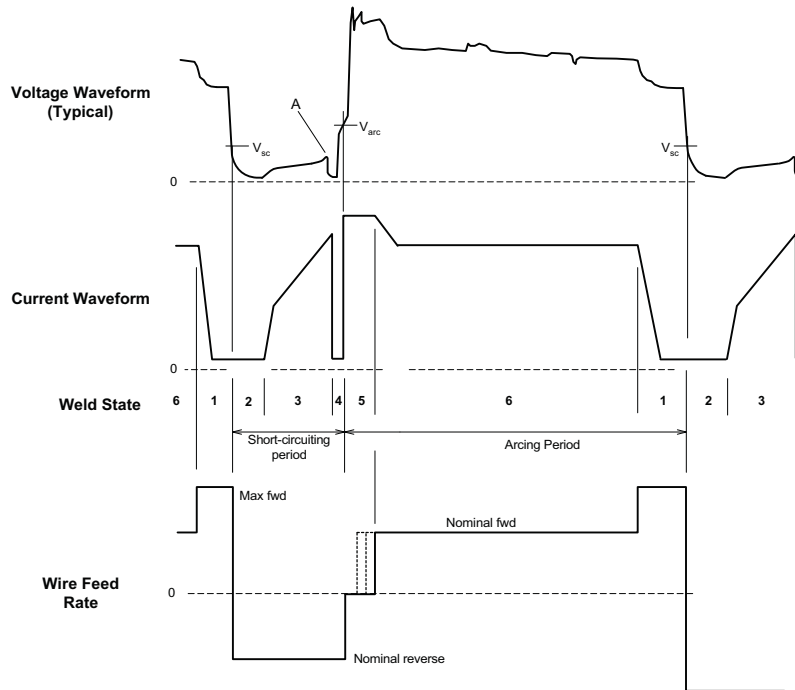 Voltage Waveform
(Typical)
A
V_sc
V_arc
V_sc
0
Current Waveform
0
Weld State
6 1 2 3 4 5 6 1 2 3
Short-circuiting
period
Arcing Period
Max fwd
Nominal fwd
Wire Feed
Rate
0
Nominal reverse